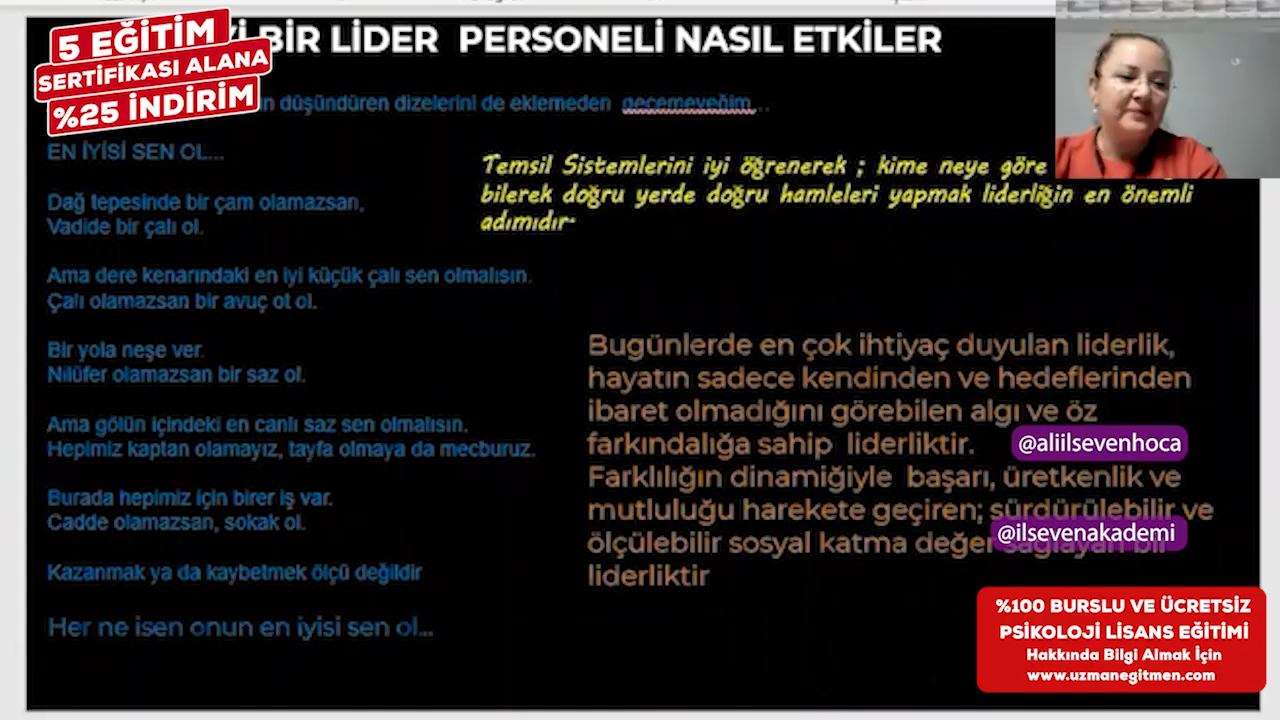 5 EĞİTİM
SERTİFİKASI ALANA
%25 İNDİRİM
BİR LİDER PERSONELİ NASIL ETKİLER
düşündüren dizelerini de eklemeden geçemeyeğim...
EN İYİSİ SEN OL...
Dağ tepesinde bir çam olamazsan,
Vadide bir çalı ol.
Ama dere kenarındaki en iyi küçük çalı sen olmalısın.
Çalı olamazsan bir avuç ot ol.
Bir yola neşe ver.
Nilüfer olamazsan bir saz ol.
Ama gölün içindeki en canlı saz sen olmalısın.
Hepimiz kaptan olamayız, tayfa olmaya da mecburuz.
Burada hepimiz için birer iş var.
Cadde olamazsan, sokak ol.
Kazanmak ya da kaybetmek ölçü değildir
Her ne isen onun en iyisi sen ol...
Temsil Sistemlerini iyi öğrenerek ; kime neye göre
bilerek doğru yerde doğru hamleleri yapmak liderliğin en önemli
adımıdır.
Bugünlerde en çok ihtiyaç duyulan liderlik,
hayatın sadece kendinden ve hedeflerinden
ibaret olmadığını görebilen algı ve öz
farkındalığa sahip liderliktir.
Farklılığın dinamiğiyle başarı, üretkenlik ve
mutluluğu harekete geçiren; sürdürülebilir ve
ölçülebilir sosyal katma değer sağlayan bir
liderliktir
@aliilsevenhoca
@ilsevenakademi
%100 BURSLU VE ÜCRETSİZ
PSİKOLOJİ LİSANS EĞİTİMİ
Hakkında Bilgi Almak İçin
www.uzmanegitmen.com